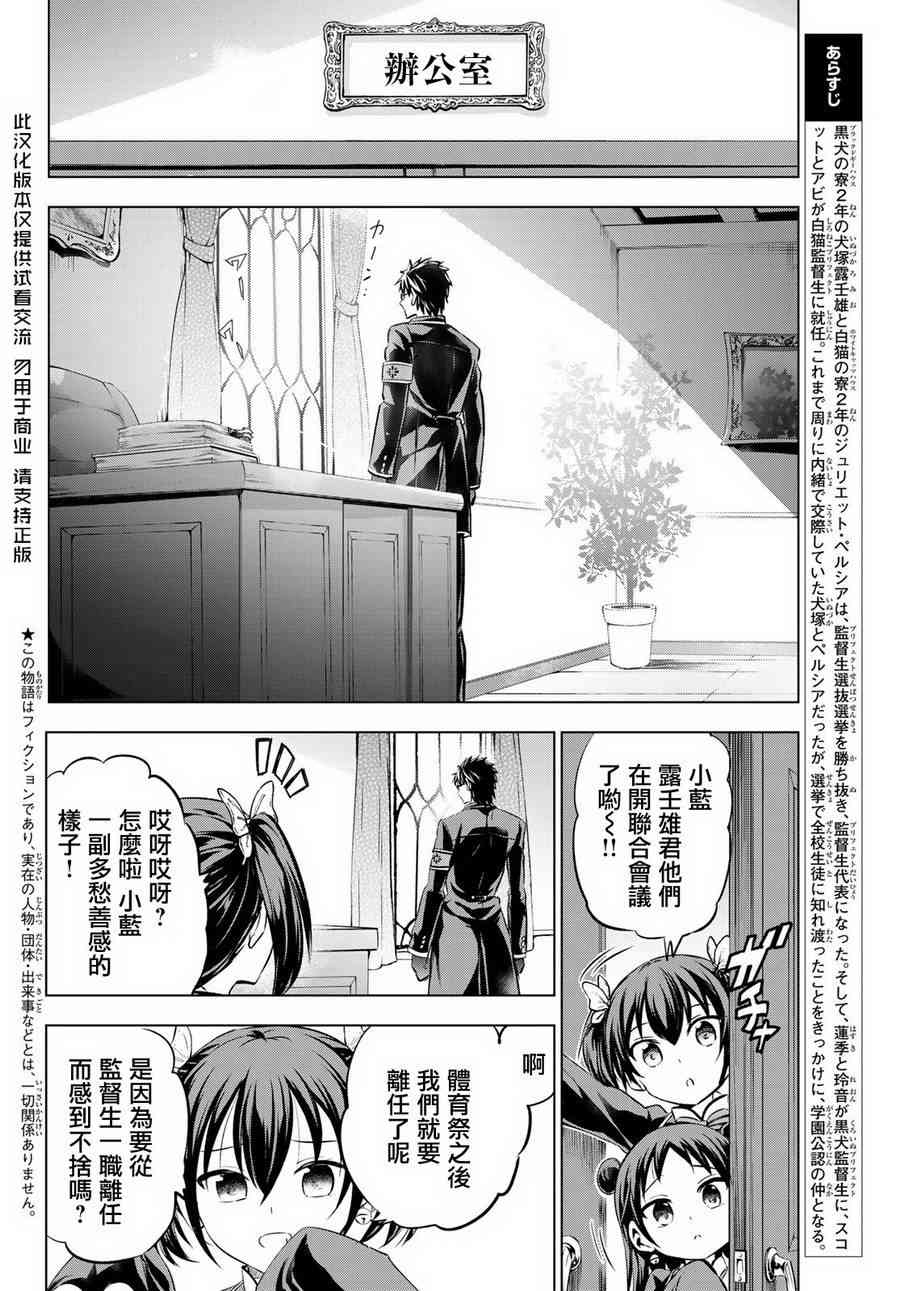 あらすじ
黒犬の寮2年の犬塚露壬雄と白猫の寮2年のジュリエット・ペルシアは、監督生選抜選挙を勝ち抜き、監督生代表になった。そして、蓮季と玲音が黒犬監督生に、スコ
ットとアビが白猫監督生に就任。これまで周りに内緒で交際していた犬塚とペルシアだったが、選挙で全校生徒に知れ渡ったことをきっかけに、学園公認の仲となる。
辦公室
小藍
露壬雄君他們
在開聯合會議
了喲～!!
ガチャ
哎呀哎呀?
怎麼啦 小藍
一副多愁善感的
樣子!
啊
體育祭之後
我們就要
離任了呢
是因為要從
監督生一職離任
而感到不捨嗎?
此汉化版本仅提供试看交流 勿用于商业 请支持正版
★この物語はフィクションであり、実在の人物・団体・出来事などとは、一切関係ありません。